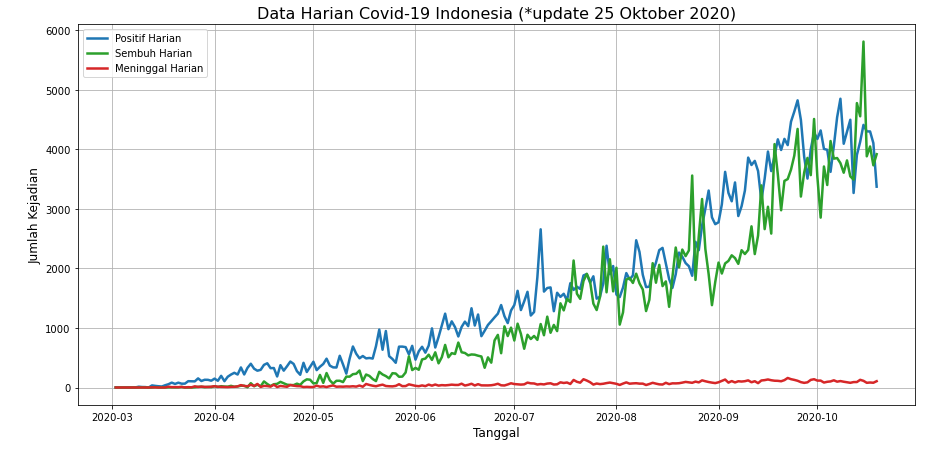 Data Harian Covid-19 Indonesia (*update 25 Oktober 2020)
Positif Harian
Sembuh Harian
Meninggal Harian
Jumlah Kejadian
6000
5000
4000
3000
2000
1000
0
2020-03 2020-04 2020-05 2020-06 2020-07 2020-08 2020-09 2020-10
Tanggal